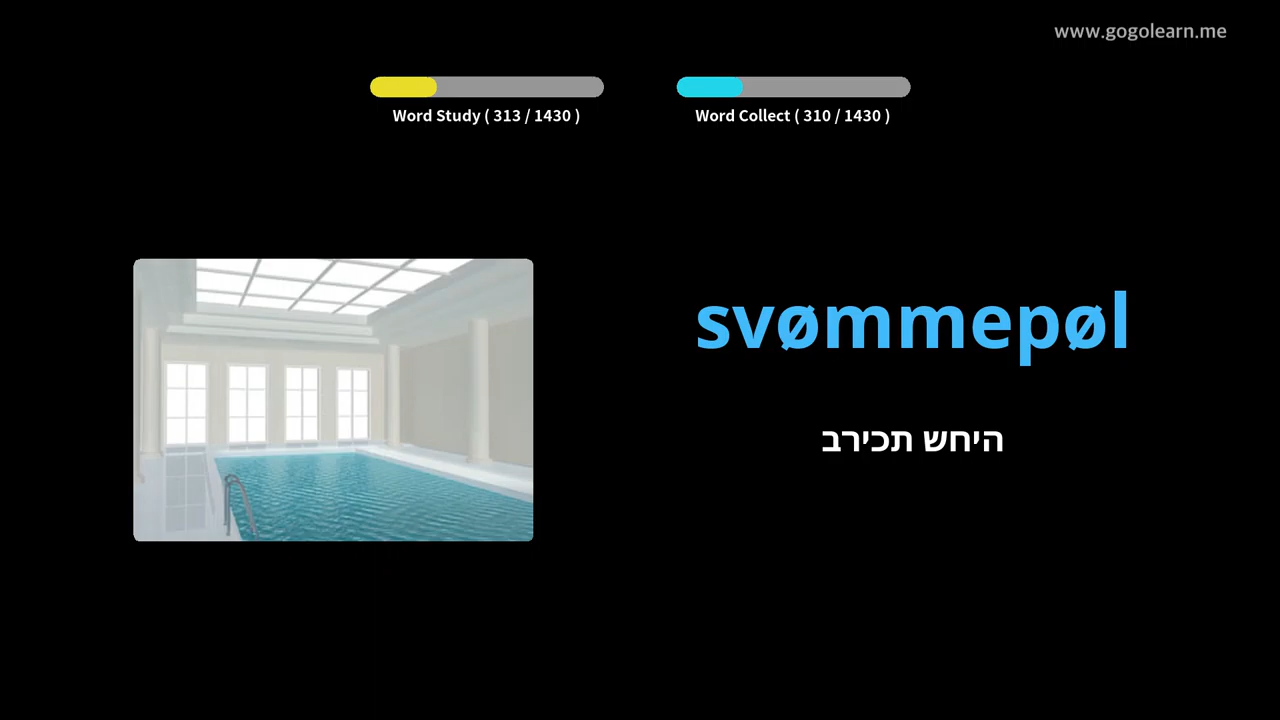 www.gogolearn.me
Word Study ( 313 / 1430 )
Word Collect ( 310 / 1430 )
svømmepøl
היחש תכירב